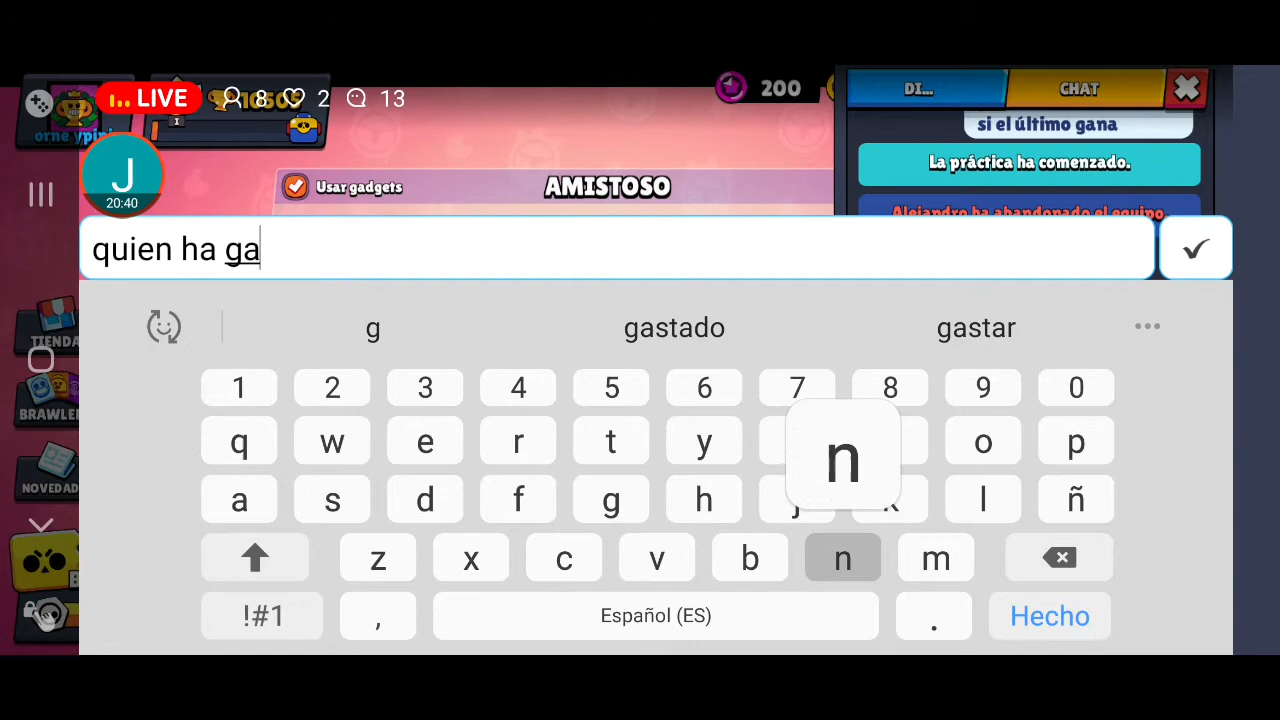 LIVE 8 2 13
200
orne ypipi
J
20:40
Usar gadgets
AMISTOSO
DI...
CHAT
si el último gana
La práctica ha comenzado.
Alejandro ha abandonado el equipo
quien ha ga
TIENDA
BRAWLE
NOVEDAD
g gastado gastar
1 2 3 4 5 6 7 8 9 0
q w e r t y o p
a s d f g h j k l ñ
n
z x c v b n m
!#1 , Español (ES) . Hecho